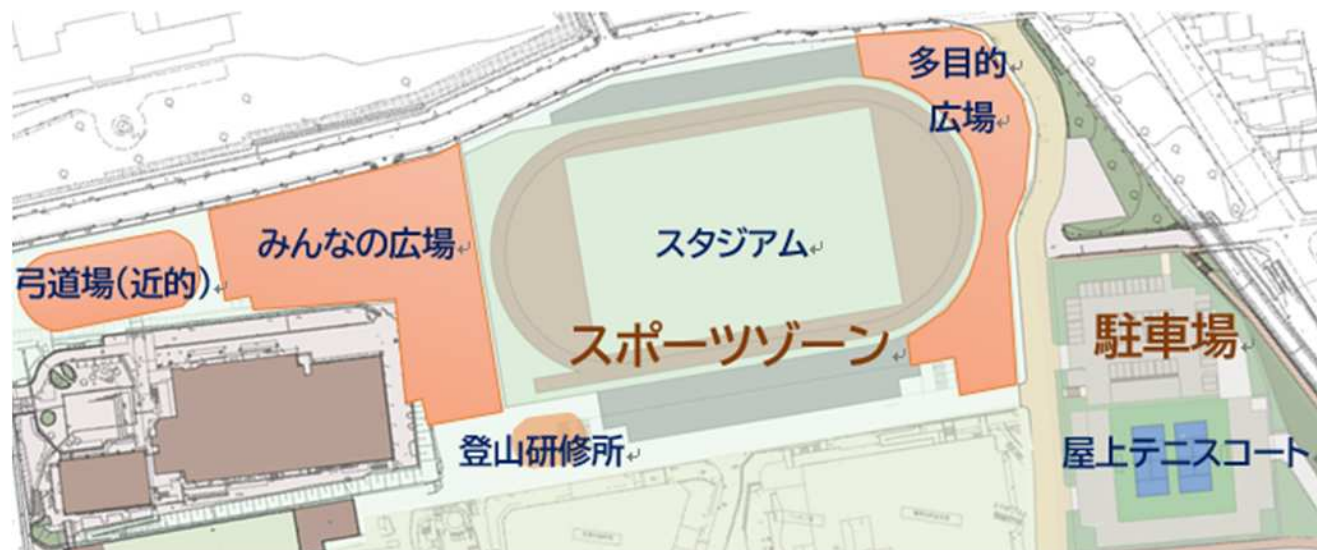 多目的
広場
みんなの広場
スタジアム
弓道場(近的)
スポーツゾーン
駐車場
登山研修所
屋上テニスコート